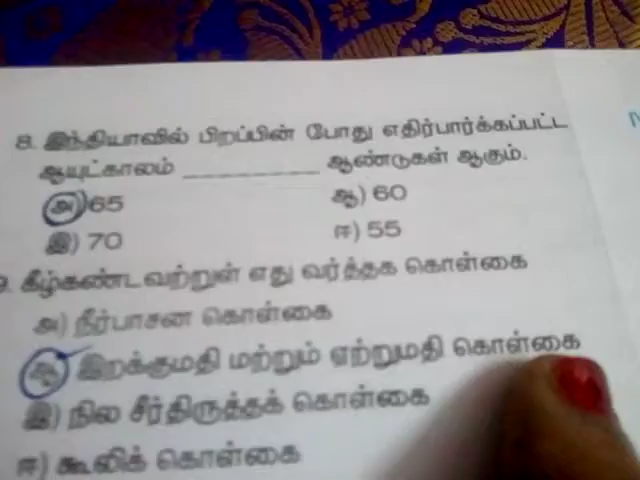 8. இந்தியாவில் பிறப்பின் போது எதிர்பார்க்கப்பட்ட
ஆயுட்காலம் ____________ ஆண்டுகள் ஆகும்.
அ) 65 ஆ) 60
இ) 70 ஈ) 55
9. கீழ்கண்டவற்றுள் எது வர்த்தக கொள்கை
அ) நீர்பாசன கொள்கை
ஆ) இறக்குமதி மற்றும் ஏற்றுமதி கொள்கை
இ) நில சீர்திருத்தக் கொள்கை
ஈ) கூலிக் கொள்கை